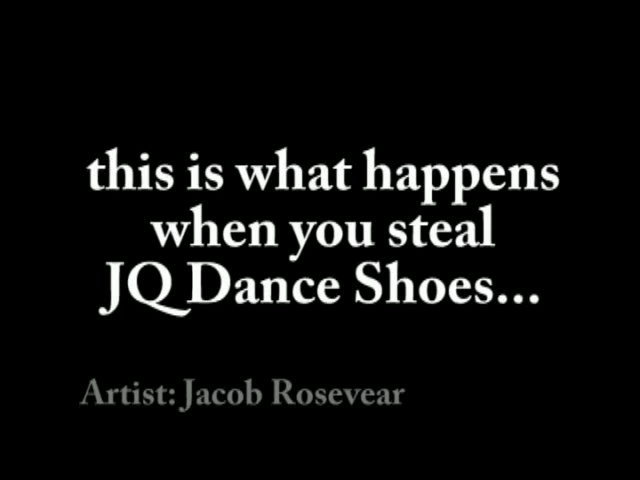 this is what happens
when you steal
JQ Dance Shoes...
Artist: Jacob Rosevear